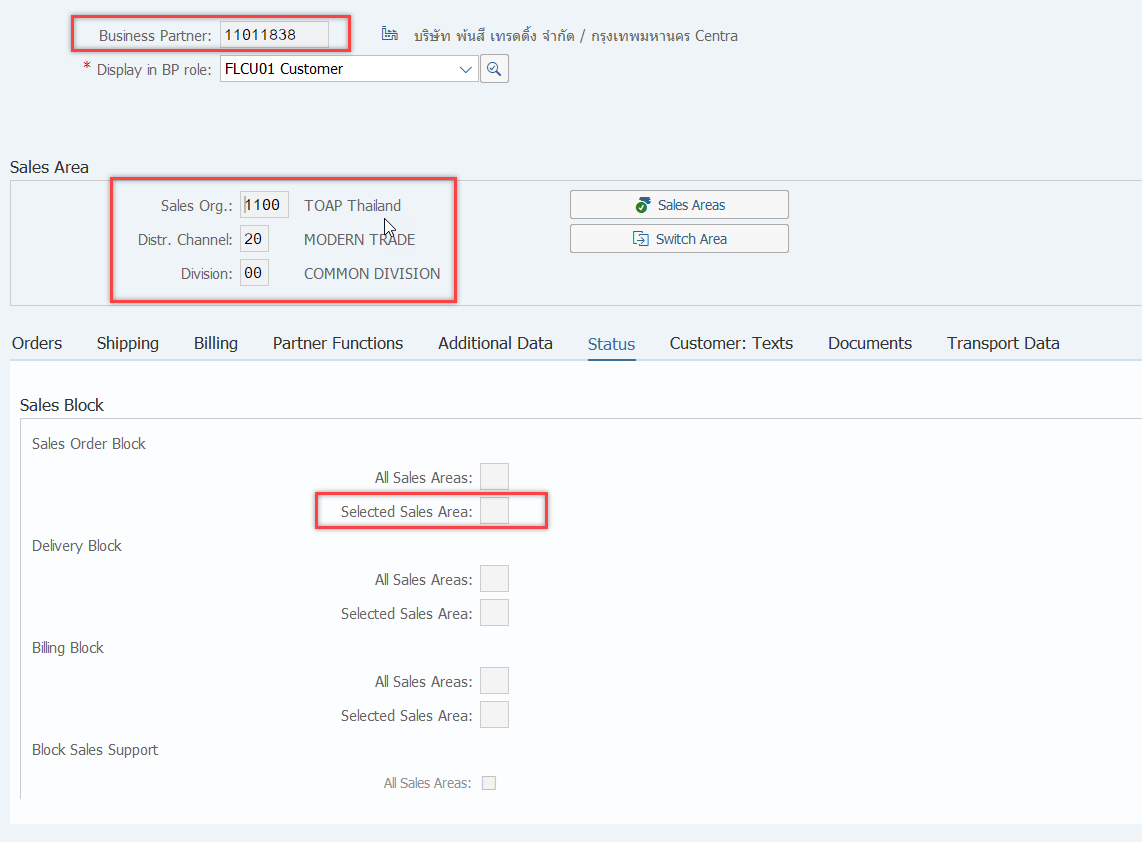 Business Partner: 11011838 บริษัท พันสี เทรดดิ้ง จำกัด / กรุงเทพมหานคร Centra
* Display in BP role: FLCU01 Customer
Sales Area
Sales Org.: 1100 TOAP Thailand Sales Areas
Distr. Channel: 20 MODERN TRADE Switch Area
Division: 00 COMMON DIVISION
Orders Shipping Billing Partner Functions Additional Data Status Customer: Texts Documents Transport Data
Sales Block
Sales Order Block
All Sales Areas:
Selected Sales Area:
Delivery Block
All Sales Areas:
Selected Sales Area:
Billing Block
All Sales Areas:
Selected Sales Area:
Block Sales Support
All Sales Areas: